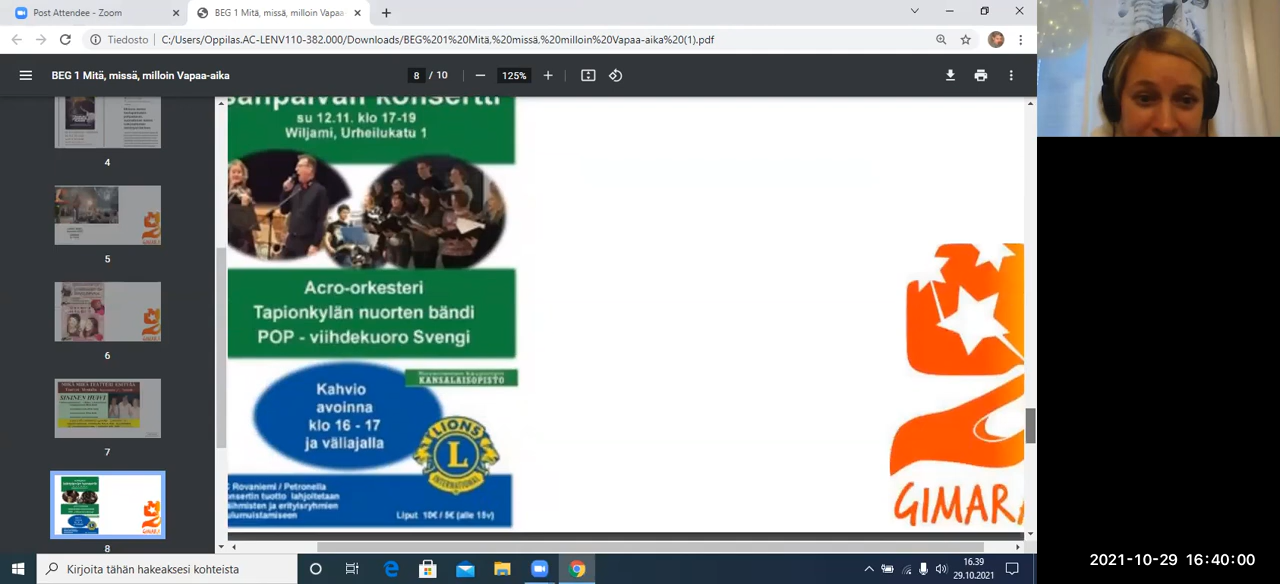 Post Attendee - Zoom
BEG 1 Mitä, missä, milloin Vapaa
Tiedosto
C:/Users/Oppilas.AC-LENV110-382.000/Downloads/BEG%201%20Mitä,%20missä,%20milloin%20Vapaa-aika%20(1).pdf
BEG 1 Mitä, missä, milloin Vapaa-aika
8 / 10
125%
4
5
6
7
8
konsertti
su 12.11. klo 17-19
Wiljami, Urheilukatu 1
Acro-orkesteri
Tapionkylän nuorten bändi
POP - viihdekuoro Svengi
KANSALAISOPISTO
Kahvio
avoinna
klo 16 - 17
ja väliajalla
LIONS
L
INTERNATIONAL
Rovaniemi / Petronella
konsertin tuotto lahjoitetaan
ja erityisryhmien
Liput 10€ / 5€ (alle 15v)
GIMARA
Kirjoita tähän hakeaksesi kohteista
16.39
29.10.2021
2021-10-29 16:40:00